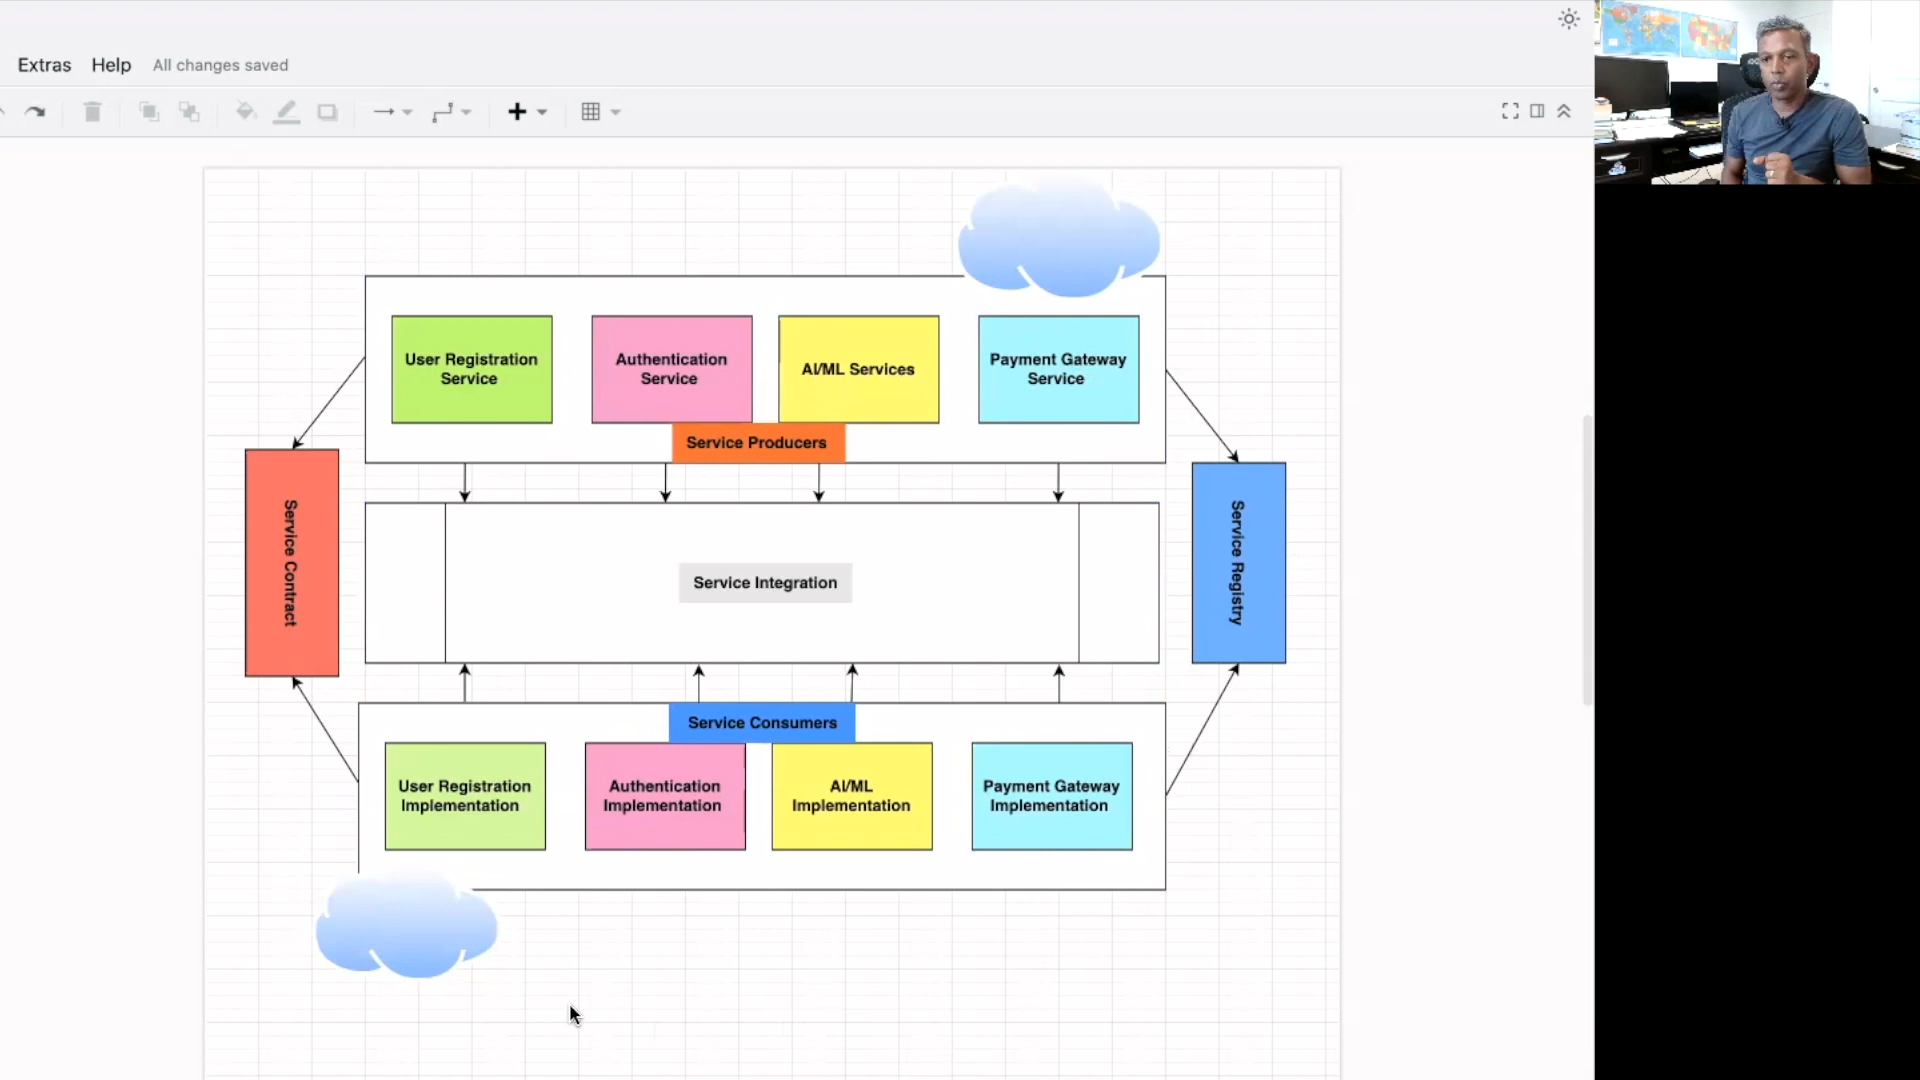 Extras Help All changes saved
User Registration
Service
Authentication
Service
AI/ML Services
Payment Gateway
Service
Service Producers
Service Contract
Service Integration
Service Registry
Service Consumers
User Registration
Implementation
Authentication
Implementation
AI/ML
Implementation
Payment Gateway
Implementation